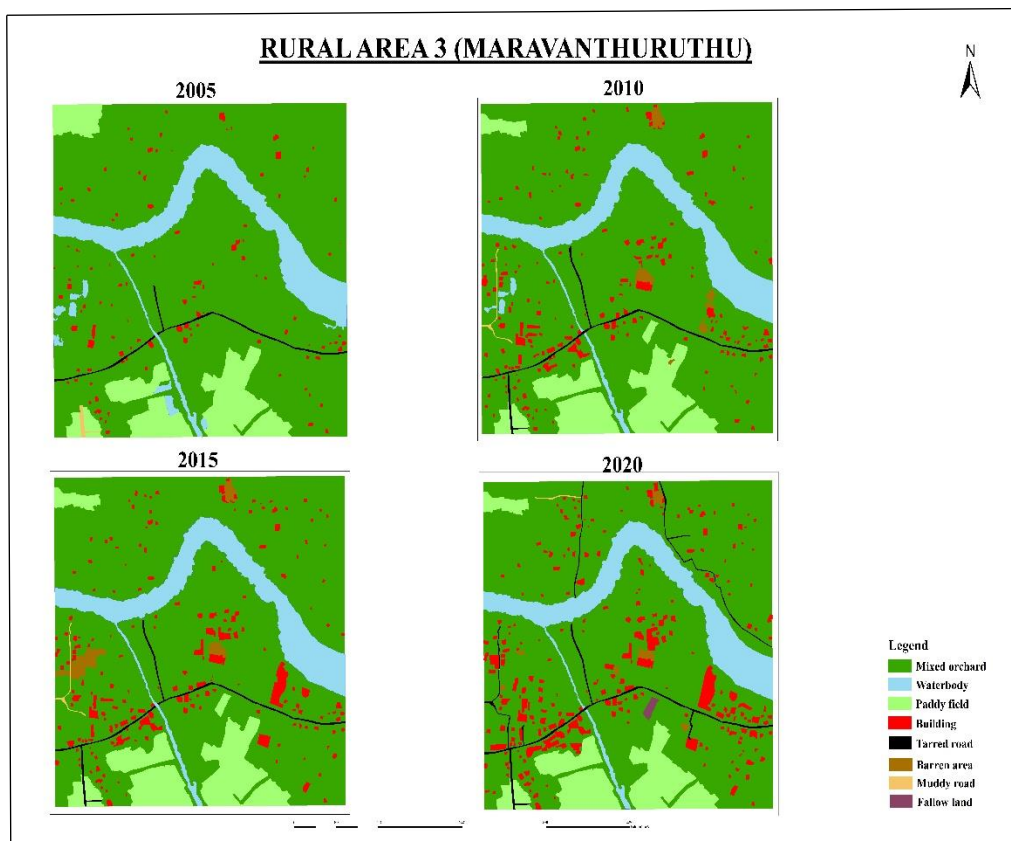 RURAL AREA 3 (MARAVANTHURUTHU)
N
2005
2010
2015
2020
Legend
Mixed orchard
Waterbody
Paddy field
Building
Tarred road
Barren area
Muddy road
Fallow land